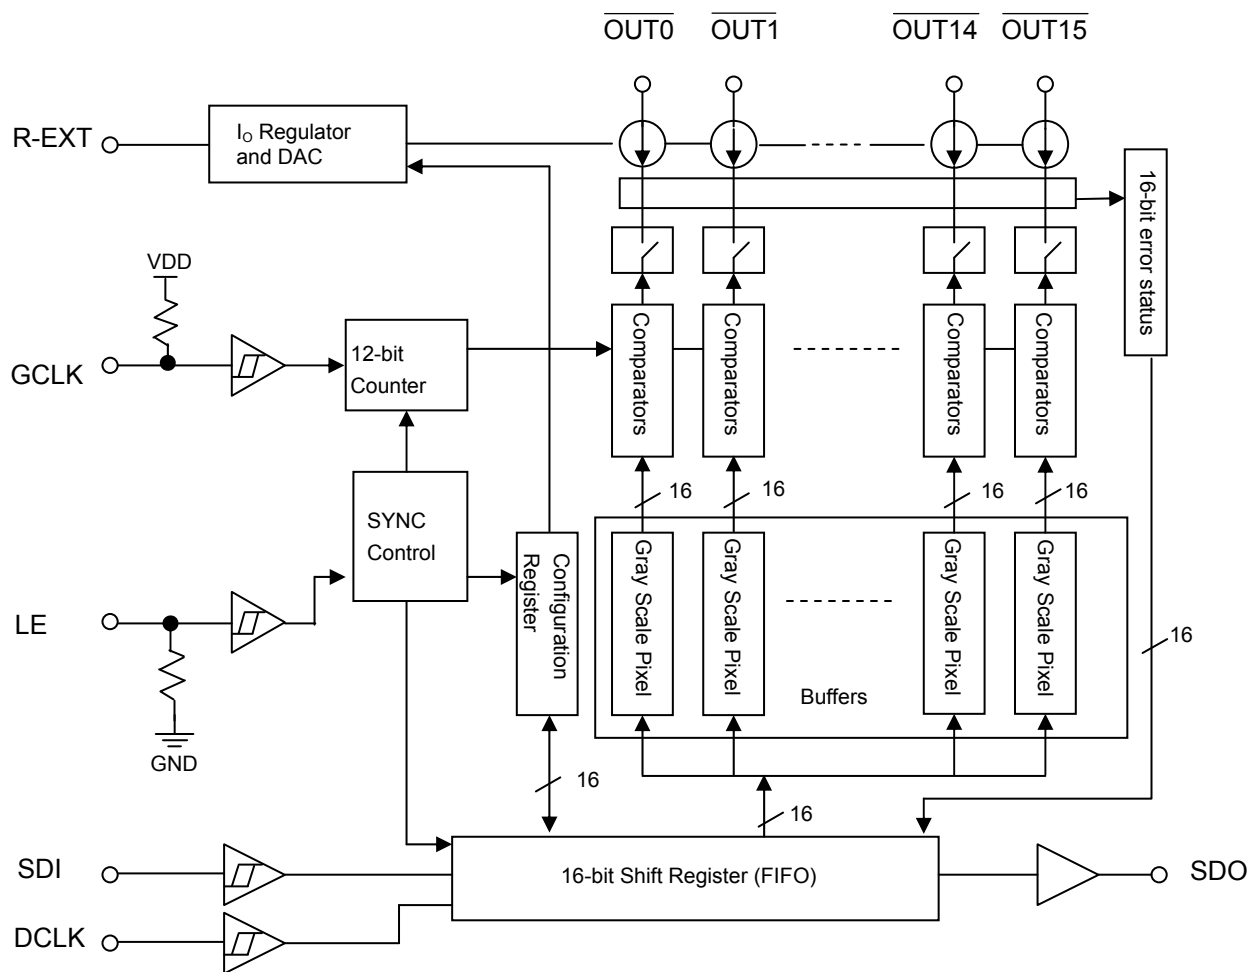 OUT0 OUT1 OUT14 OUT15
R-EXT
IO Regulator
and DAC
16-bit error status
VDD
GCLK
12-bit
Counter
Comparators
Comparators
Comparators
Comparators
16 16 16 16
SYNC
Control
Configuration
Register
Gray Scale Pixel
Gray Scale Pixel
Gray Scale Pixel
Gray Scale Pixel
Buffers
LE
GND
16
16
16
SDI
16-bit Shift Register (FIFO)
SDO
DCLK